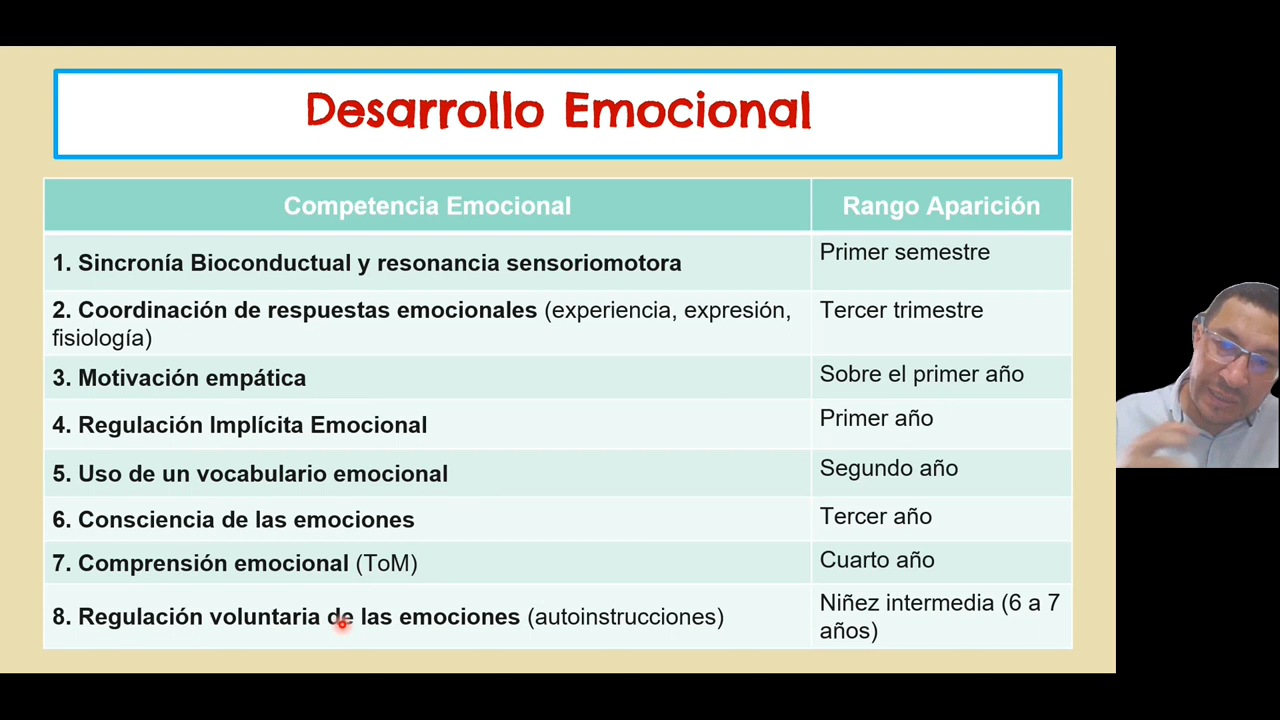 Desarrollo Emocional
Competencia Emocional
Rango Aparición
1. Sincronía Bioconductual y resonancia sensoriomotora
Primer semestre
2. Coordinación de respuestas emocionales (experiencia, expresión,
fisiología)
Tercer trimestre
3. Motivación empática
Sobre el primer año
4. Regulación Implícita Emocional
Primer año
5. Uso de un vocabulario emocional
Segundo año
6. Consciencia de las emociones
Tercer año
7. Comprensión emocional (ToM)
Cuarto año
8. Regulación voluntaria de las emociones (autoinstrucciones)
Niñez intermedia (6 a 7
años)